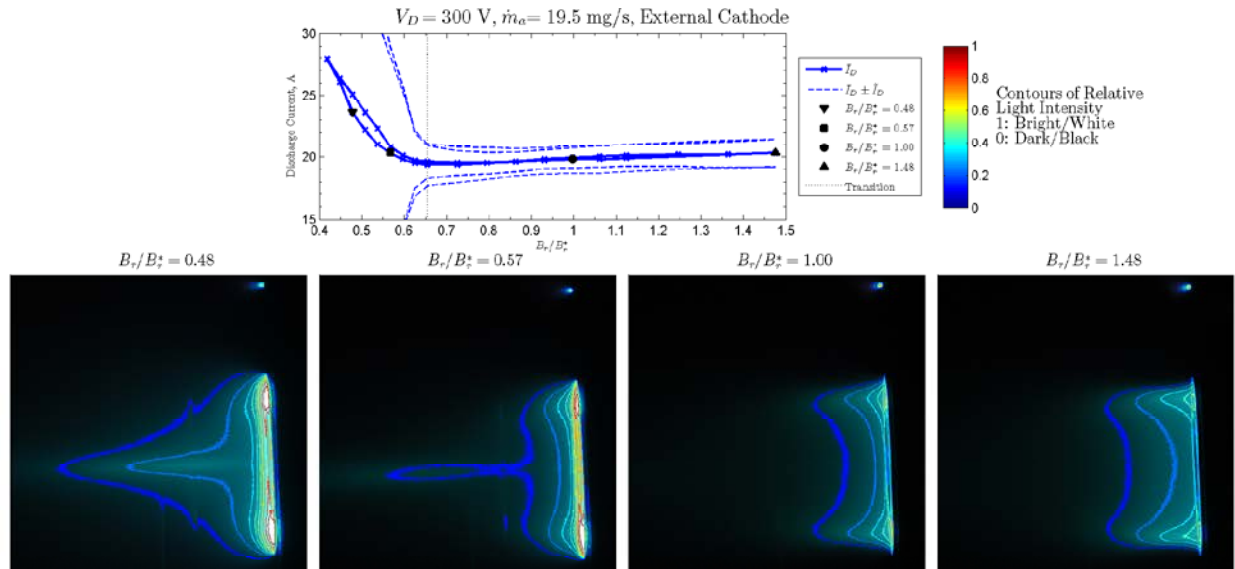 V_D = 300 V, ṁ_a = 19.5 mg/s, External Cathode
30
25
20
15
Discharge Current, A
0.4 0.5 0.6 0.7 0.8 0.9 1 1.1 1.2 1.3 1.4 1.5
B_r/B_r^*
Ī_D
Ī_D ± Ĩ_D
B_r/B_r^* = 0.48
B_r/B_r^* = 0.57
B_r/B_r^* = 1.00
B_r/B_r^* = 1.48
Transition
1
0.8
0.6
0.4
0.2
0
Contours of Relative
Light Intensity
1: Bright/White
0: Dark/Black
B_r/B_r^* = 0.48
B_r/B_r^* = 0.57
B_r/B_r^* = 1.00
B_r/B_r^* = 1.48